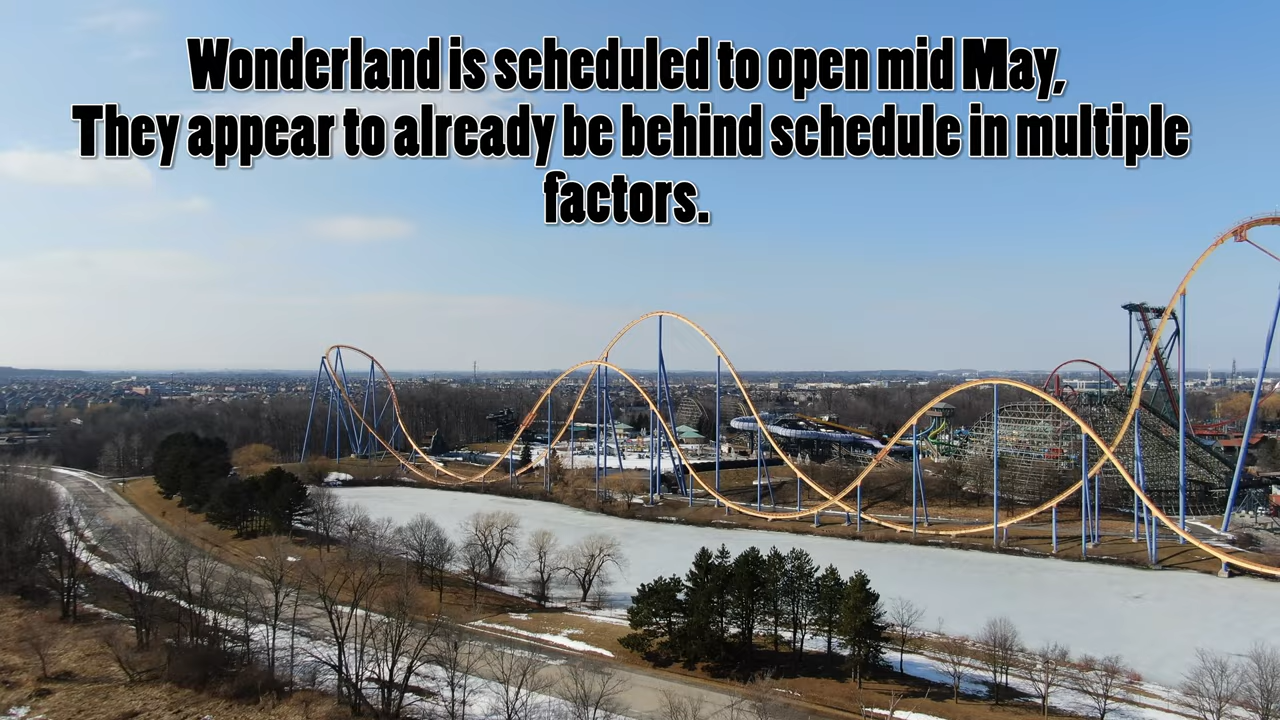 Wonderland is scheduled to open mid May,
They appear to already be behind schedule in multiple
factors.